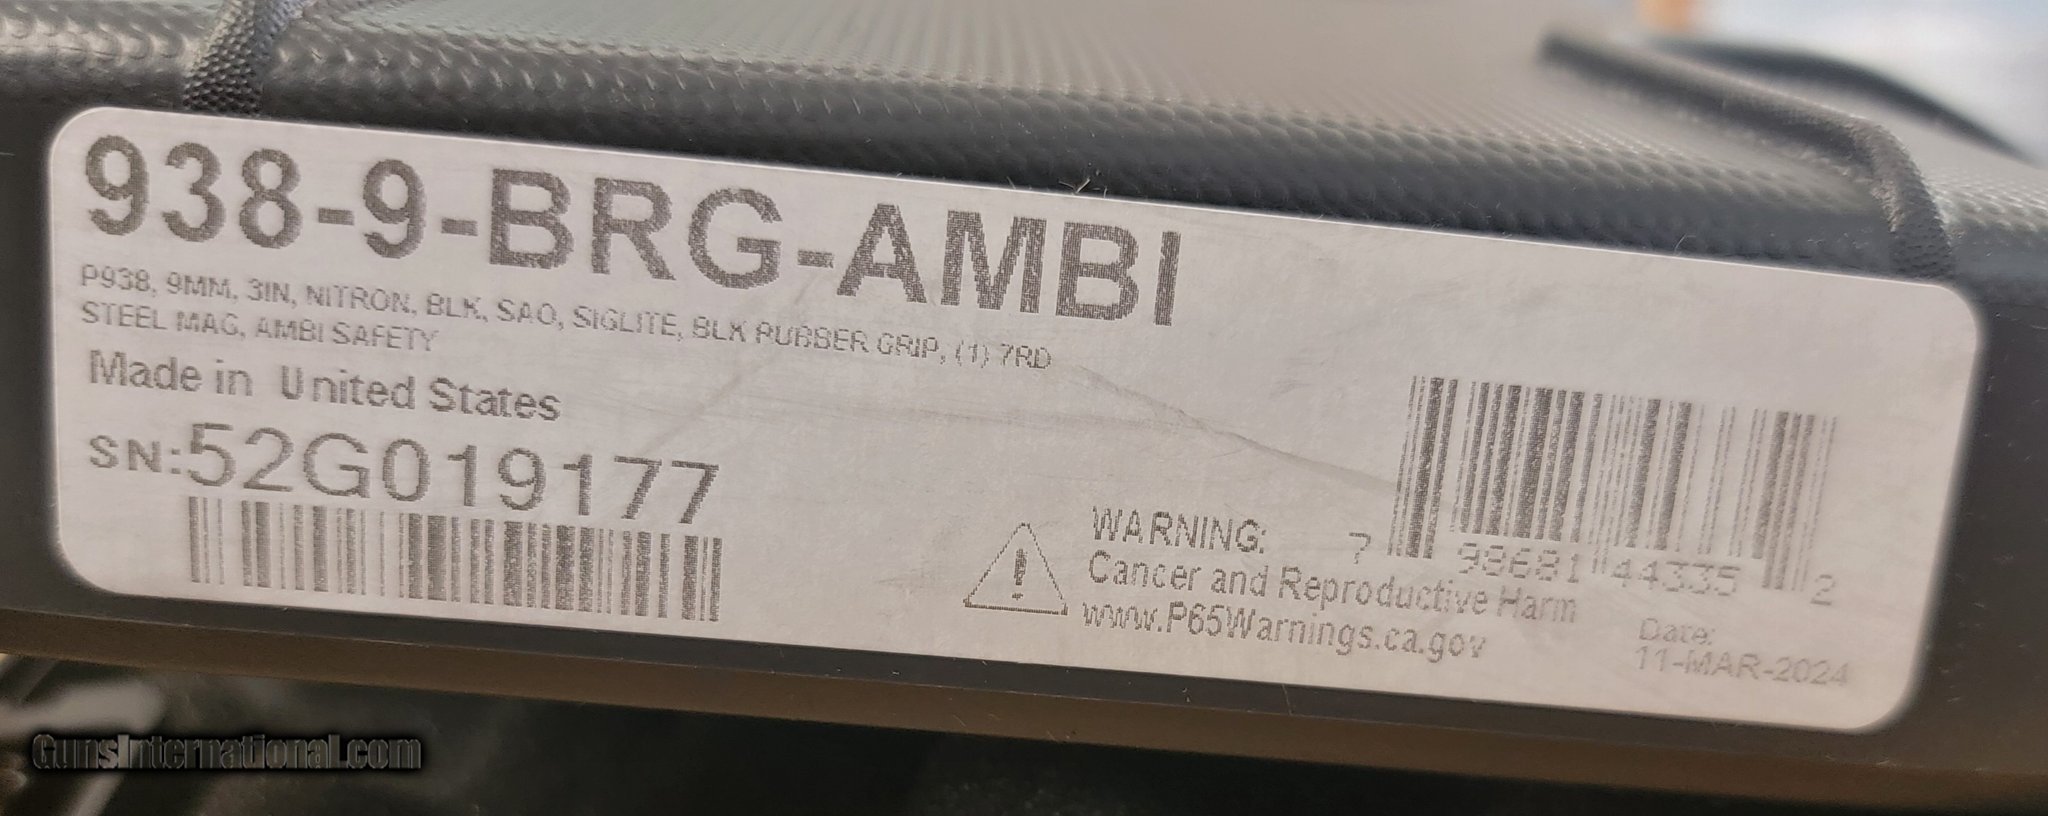 938-9-BRG-AMBI
P938, 9MM, 3IN, NITRON, BLK, SAO, SIGLITE, BLK RUBBER GRIP, (1) 7RD
STEEL MAG, AMBI SAFETY
Made in United States
SN:52G019177
WARNING:
Cancer and Reproductive Harm
www.P65Warnings.ca.gov
7 98681 44335 2
Date:
11-MAR-2024
GunsInternational.com